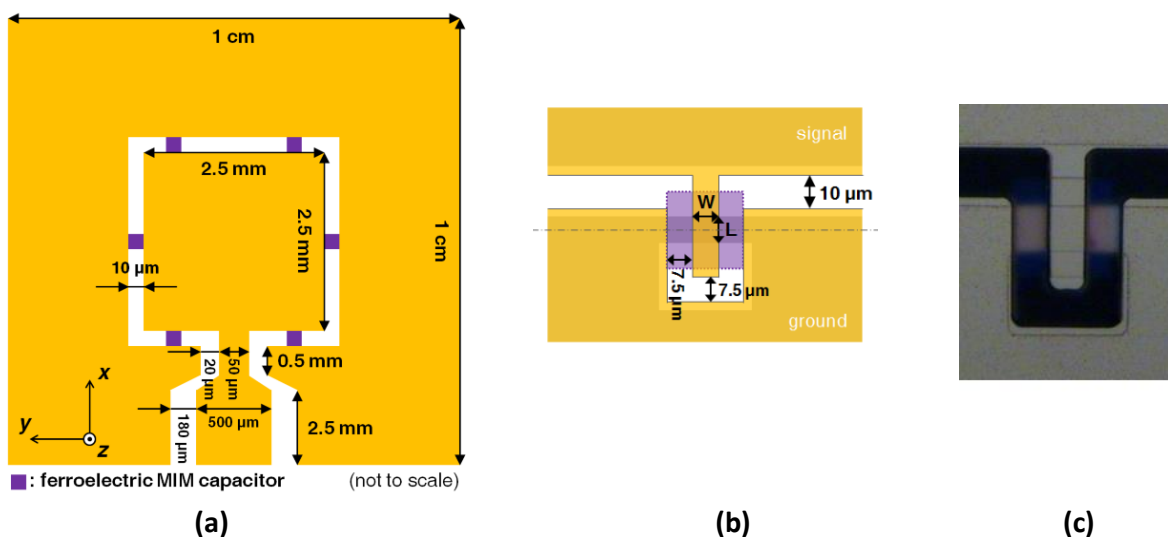 1 cm
1 cm
2.5 mm
2.5 mm
10 µm
0.5 mm
20 µm
50 µm
180 µm
500 µm
2.5 mm
x
y
z
: ferroelectric MIM capacitor (not to scale)
(a)
signal
10 µm
W
L
7.5 µm
7.5 µm
ground
(b)
(c)